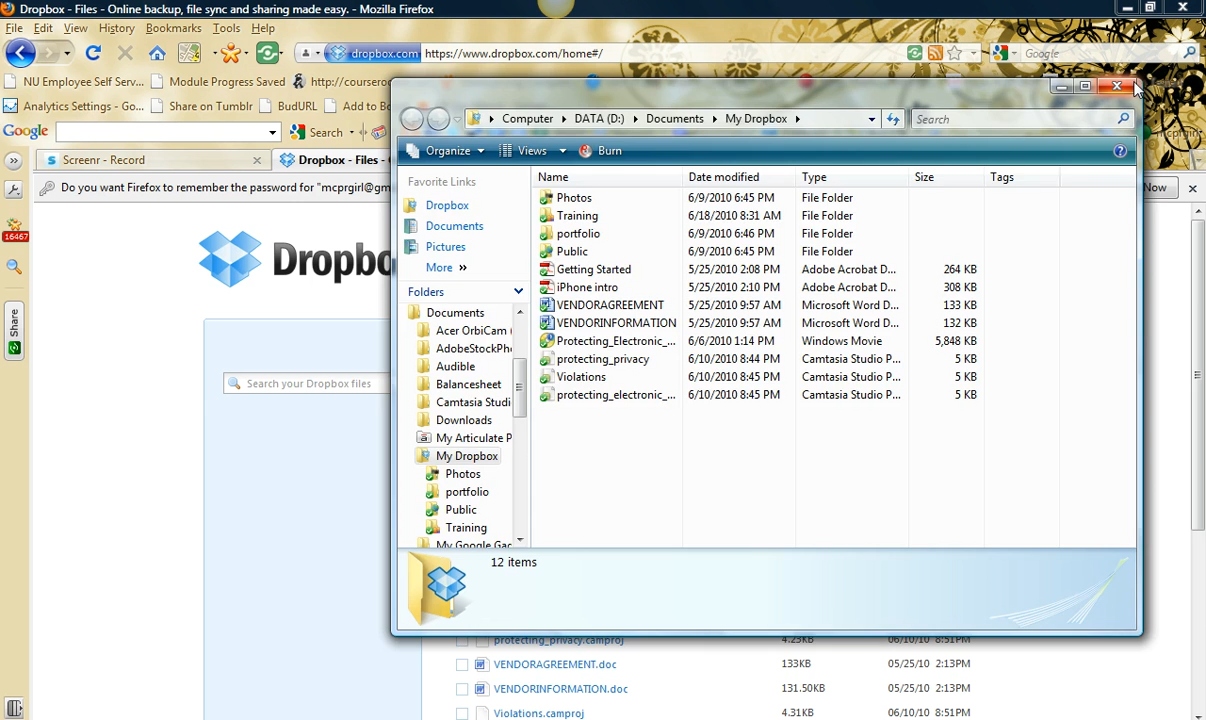 Dropbox - Files - Online backup, file sync and sharing made easy. - Mozilla Firefox
File Edit View History Bookmarks Tools Help
dropbox.com https://www.dropbox.com/home#/ Google
NU Employee Self Serv... Module Progress Saved http://courseroo
Analytics Settings - Go... Share on Tumblr BudURL Add to Bo
Google Search
Screenr - Record Dropbox - Files -
Do you want Firefox to remember the password for "mcprgirl@gm Now
16467
Share
Dropbo
Search your Dropbox files
Computer DATA (D:) Documents My Dropbox Search
Organize Views Burn
Favorite Links
Dropbox
Documents
Pictures
More »
Folders
Documents
Acer OrbiCam (
AdobeStockPh
Audible
Balancesheet
Camtasia Studi
Downloads
My Articulate P
My Dropbox
Photos
portfolio
Public
Training
My Google Gad
Name Date modified Type Size Tags
Photos 6/9/2010 6:45 PM File Folder
Training 6/18/2010 8:31 AM File Folder
portfolio 6/9/2010 6:46 PM File Folder
Public 6/9/2010 6:45 PM File Folder
Getting Started 5/25/2010 2:08 PM Adobe Acrobat D... 264 KB
iPhone intro 5/25/2010 2:10 PM Adobe Acrobat D... 308 KB
VENDORAGREEMENT 5/25/2010 9:57 AM Microsoft Word D... 133 KB
VENDORINFORMATION 5/25/2010 9:57 AM Microsoft Word D... 132 KB
Protecting_Electronic_... 6/6/2010 1:14 PM Windows Movie 5,848 KB
protecting_privacy 6/10/2010 8:44 PM Camtasia Studio P... 5 KB
Violations 6/10/2010 8:45 PM Camtasia Studio P... 5 KB
protecting_electronic_... 6/10/2010 8:45 PM Camtasia Studio P... 5 KB
12 items
protecting_privacy.camproj 4.25KB 06/10/10 8:51PM
VENDORAGREEMENT.doc 133KB 05/25/10 2:13PM
VENDORINFORMATION.doc 131.50KB 05/25/10 2:13PM
Violations.camproj 4.31KB 06/10/10 8:51PM